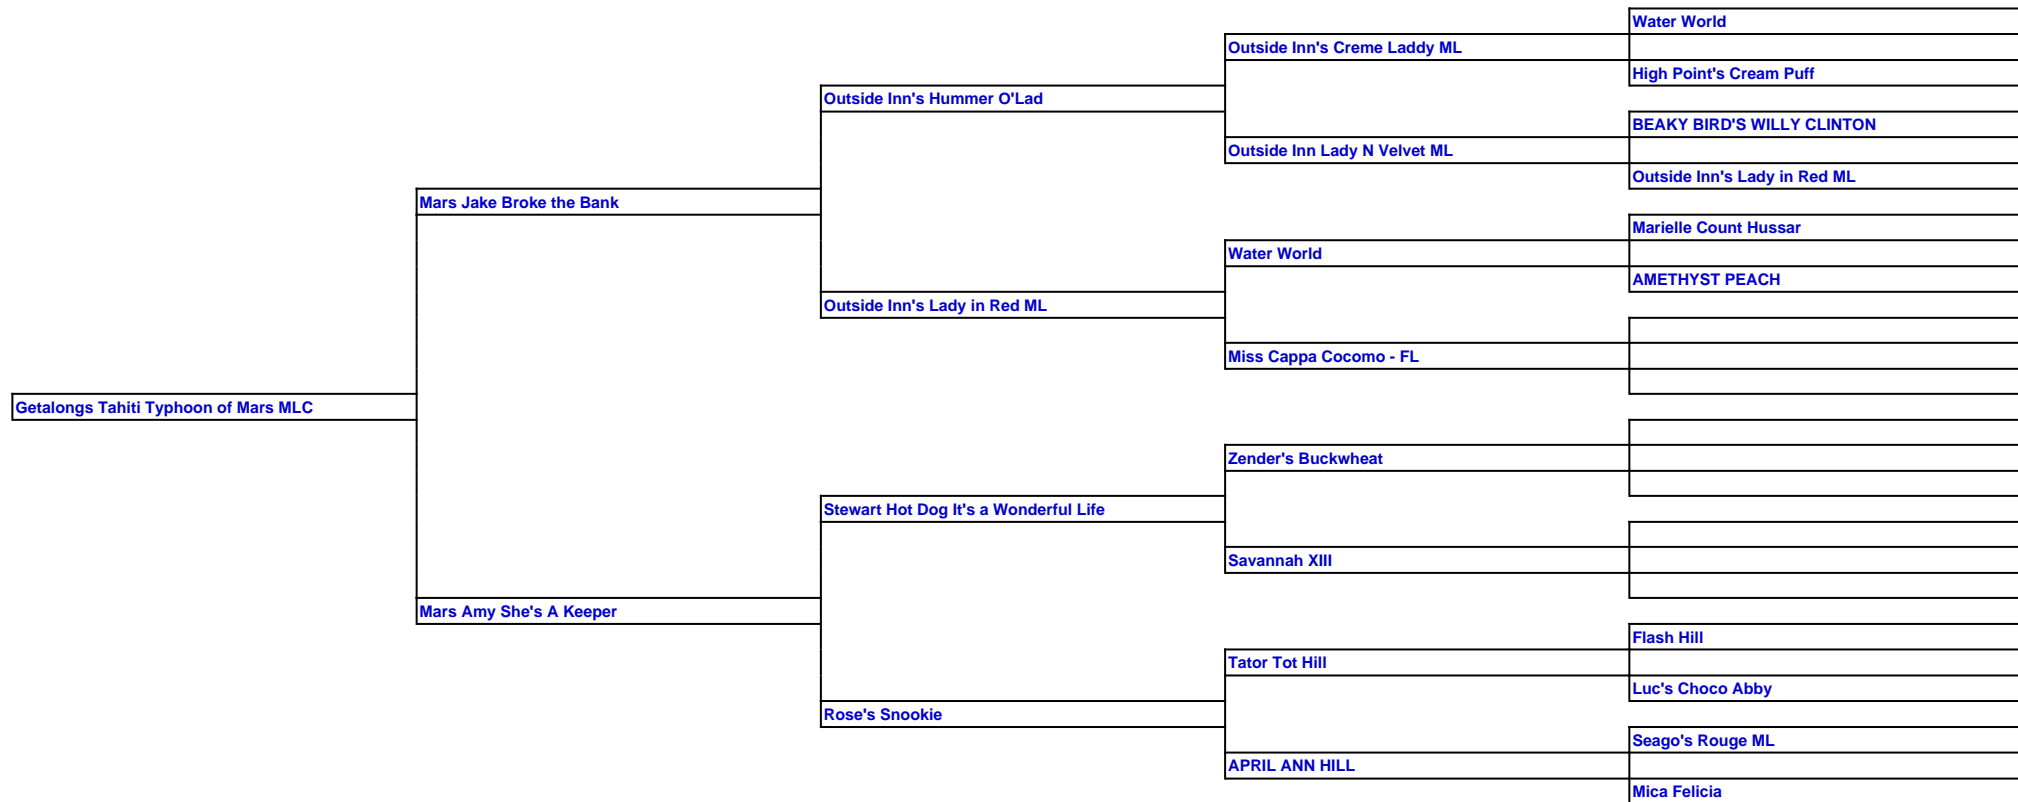 Water World
Outside Inn's Creme Laddy ML
High Point's Cream Puff
Outside Inn's Hummer O'Lad
BEAKY BIRD'S WILLY CLINTON
Outside Inn Lady N Velvet ML
Outside Inn's Lady in Red ML
Mars Jake Broke the Bank
Marielle Count Hussar
Water World
AMETHYST PEACH
Outside Inn's Lady in Red ML
Miss Cappa Cocomo - FL
Getalongs Tahiti Typhoon of Mars MLC
Zender's Buckwheat
Stewart Hot Dog It's a Wonderful Life
Savannah XIII
Mars Amy She's A Keeper
Flash Hill
Tator Tot Hill
Luc's Choco Abby
Rose's Snookie
Seago's Rouge ML
APRIL ANN HILL
Mica Felicia